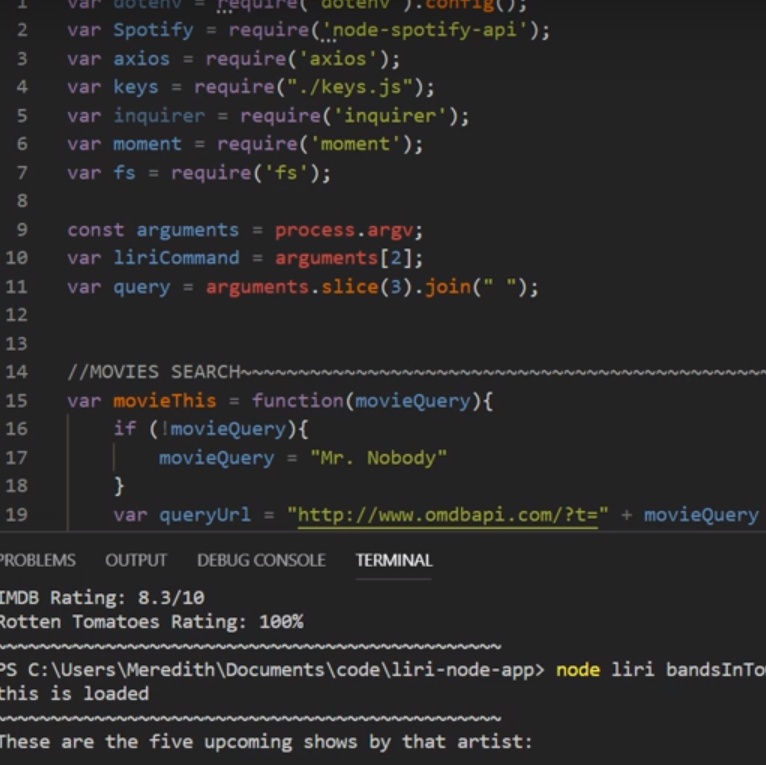 1 var dotenv = require('dotenv').config();
2 var Spotify = require('node-spotify-api');
3 var axios = require('axios');
4 var keys = require("./keys.js");
5 var inquirer = require('inquirer');
6 var moment = require('moment');
7 var fs = require('fs');
8
9 const arguments = process.argv;
10 var liriCommand = arguments[2];
11 var query = arguments.slice(3).join(" ");
12
13
14 //MOVIES SEARCH~~~~~~~~~~~~~~~~~~~~~~~~~~~~~~~~~~~~~~~~~~~~~~
15 var movieThis = function(movieQuery){
16 if (!movieQuery){
17 movieQuery = "Mr. Nobody"
18 }
19 var queryUrl = "http://www.omdbapi.com/?t=" + movieQuery
PROBLEMS OUTPUT DEBUG CONSOLE TERMINAL
IMDB Rating: 8.3/10
Rotten Tomatoes Rating: 100%
~~~~~~~~~~~~~~~~~~~~~~~~~~~~~~~~~~~~~~~~~~~~
PS C:\Users\Meredith\Documents\code\liri-node-app> node liri bandsInTo
this is loaded
~~~~~~~~~~~~~~~~~~~~~~~~~~~~~~~~~~~~~~~~~~~~
These are the five upcoming shows by that artist: